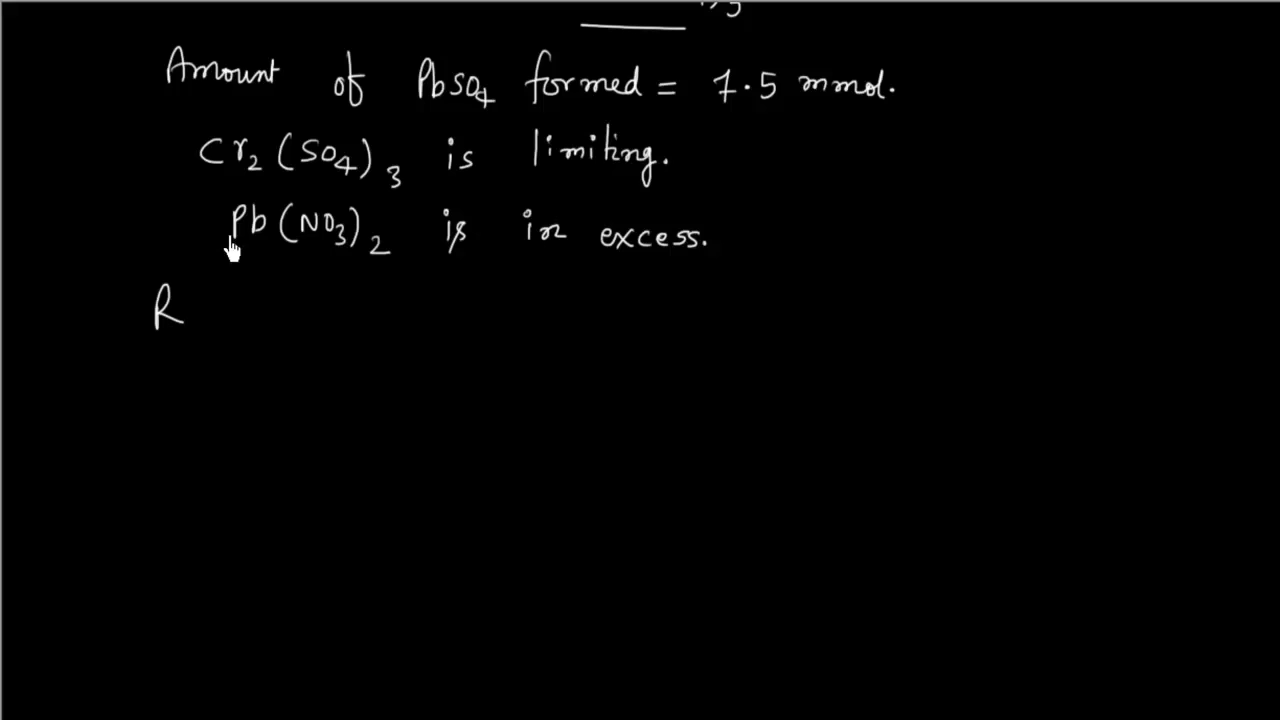 Amount of PbSO4 formed = 7.5 mmol.
Cr2(SO4)3 is limiting.
Pb(NO3)2 is in excess.
R